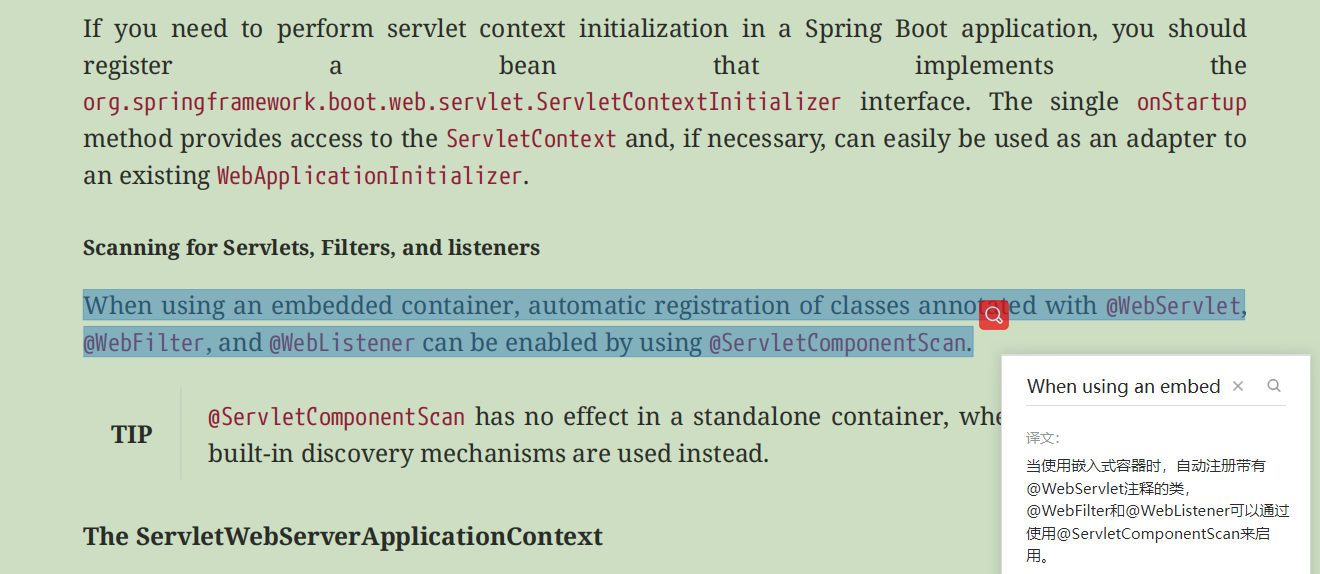 If you need to perform servlet context initialization in a Spring Boot application, you should
register a bean that implements the
org.springframework.boot.web.servlet.ServletContextInitializer interface. The single onStartup
method provides access to the ServletContext and, if necessary, can easily be used as an adapter to
an existing WebApplicationInitializer.
Scanning for Servlets, Filters, and listeners
When using an embedded container, automatic registration of classes annotated with @WebServlet,
@WebFilter, and @WebListener can be enabled by using @ServletComponentScan.
TIP
@ServletComponentScan has no effect in a standalone container, whe
built-in discovery mechanisms are used instead.
The ServletWebServerApplicationContext
When using an embed
译文:
当使用嵌入式容器时，自动注册带有
@WebServlet注释的类，
@WebFilter和@WebListener可以通过
使用@ServletComponentScan来启
用。